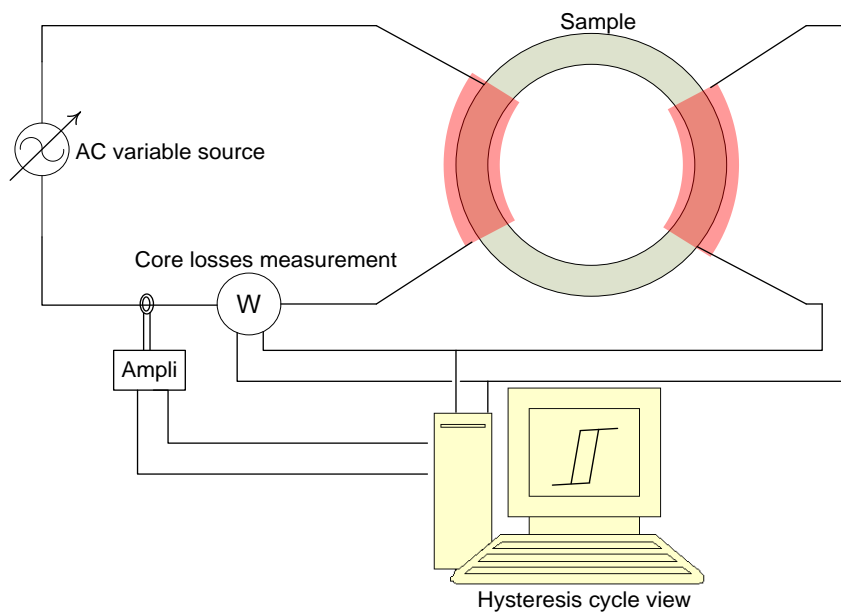 Sample
AC variable source
Core losses measurement
W
Ampli
Hysteresis cycle view